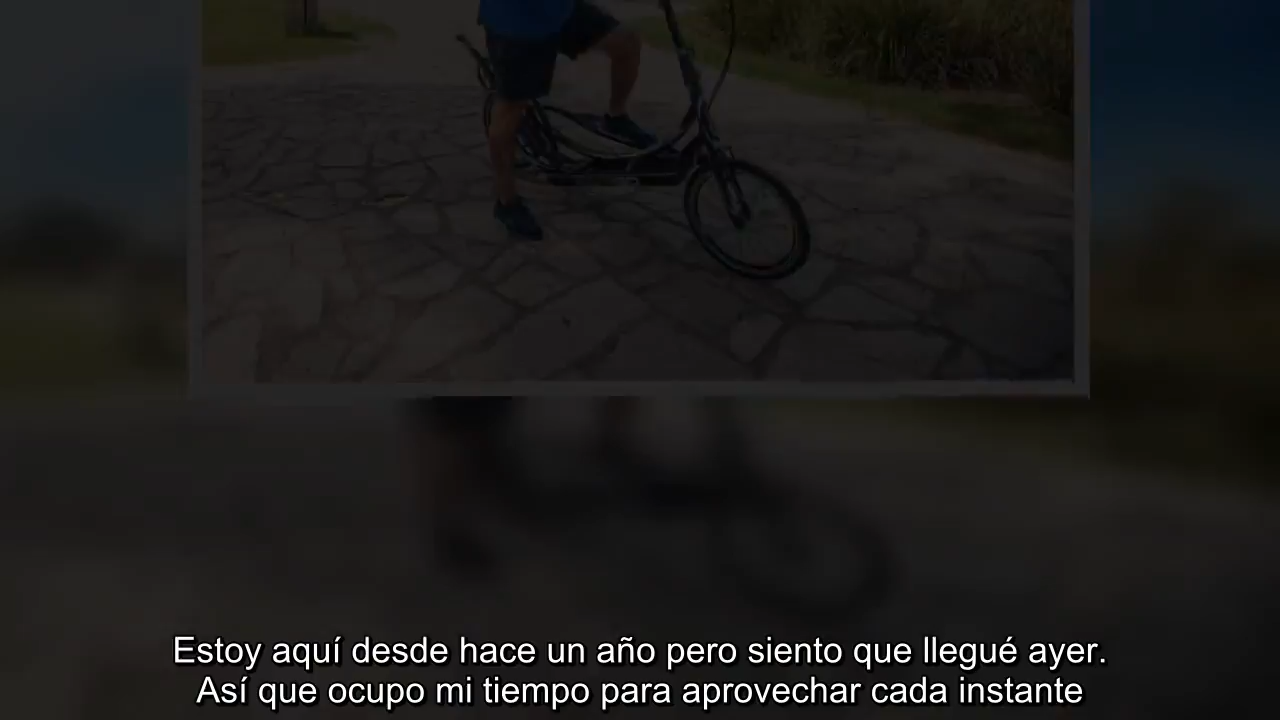 Estoy aquí desde hace un año pero siento que llegué ayer.
Así que ocupo mi tiempo para aprovechar cada instante